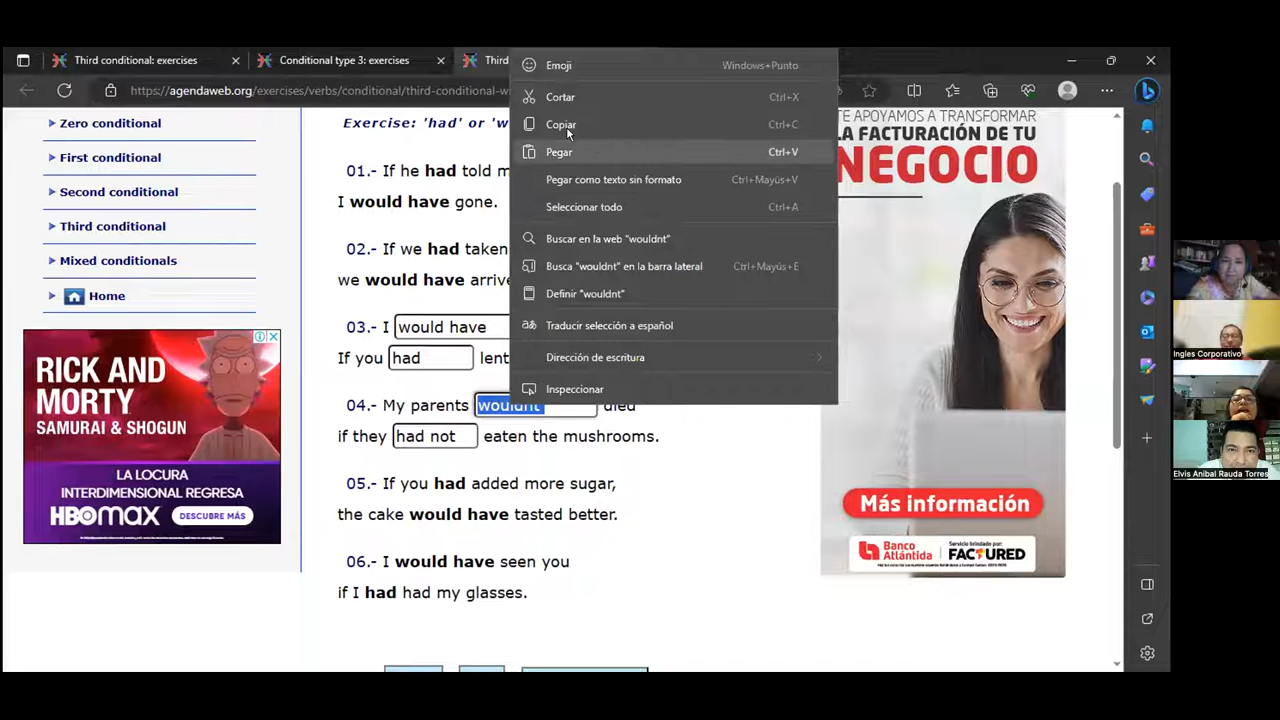 Third conditional: exercises
Conditional type 3: exercises
Third
https://agendaweb.org/exercises/verbs/conditional/third-conditional-w
Zero conditional
First conditional
Second conditional
Third conditional
Mixed conditionals
Home
RICK AND
MORTY
SAMURAI & SHOGUN
LA LOCURA
INTERDIMENSIONAL REGRESA
HBOMAX
DESCUBRE MÁS
Exercise: 'had' or 'w
01.- If he had told m
I would have gone.
02.- If we had taken
we would have arrive
03.- I would have
If you had lent
04.- My parents wouldnt died
if they had not eaten the mushrooms.
05.- If you had added more sugar,
the cake would have tasted better.
06.- I would have seen you
if I had had my glasses.
Emoji Windows+Punto
Cortar Ctrl+X
Copiar Ctrl+C
Pegar Ctrl+V
Pegar como texto sin formato Ctrl+Mayús+V
Seleccionar todo Ctrl+A
Buscar en la web "wouldnt"
Busca "wouldnt" en la barra lateral Ctrl+Mayús+E
Definir "wouldnt"
Traducir selección a español
Dirección de escritura
Inspeccionar
TE APOYAMOS A TRANSFORMAR
LA FACTURACIÓN DE TU
NEGOCIO
Más información
Banco
Atlántida
Servicio brindado por:
FACTURED
Ingles Corporativo
Elvis Anibal Rauda Torres